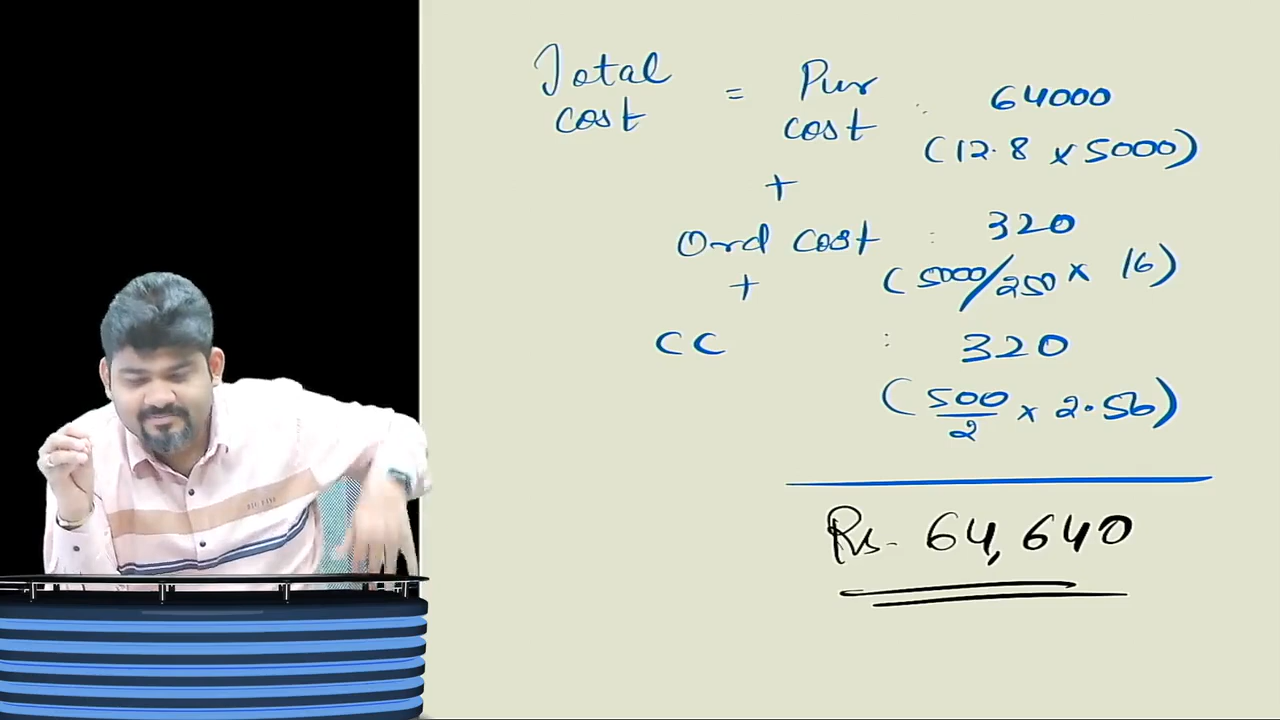 Total = Pur : 64000
cost cost (12.8 x 5000)
+
Ord cost : 320
+ (5000/250 x 16)
CC : 320
(500/2 x 2.56)
Rs. 64,640